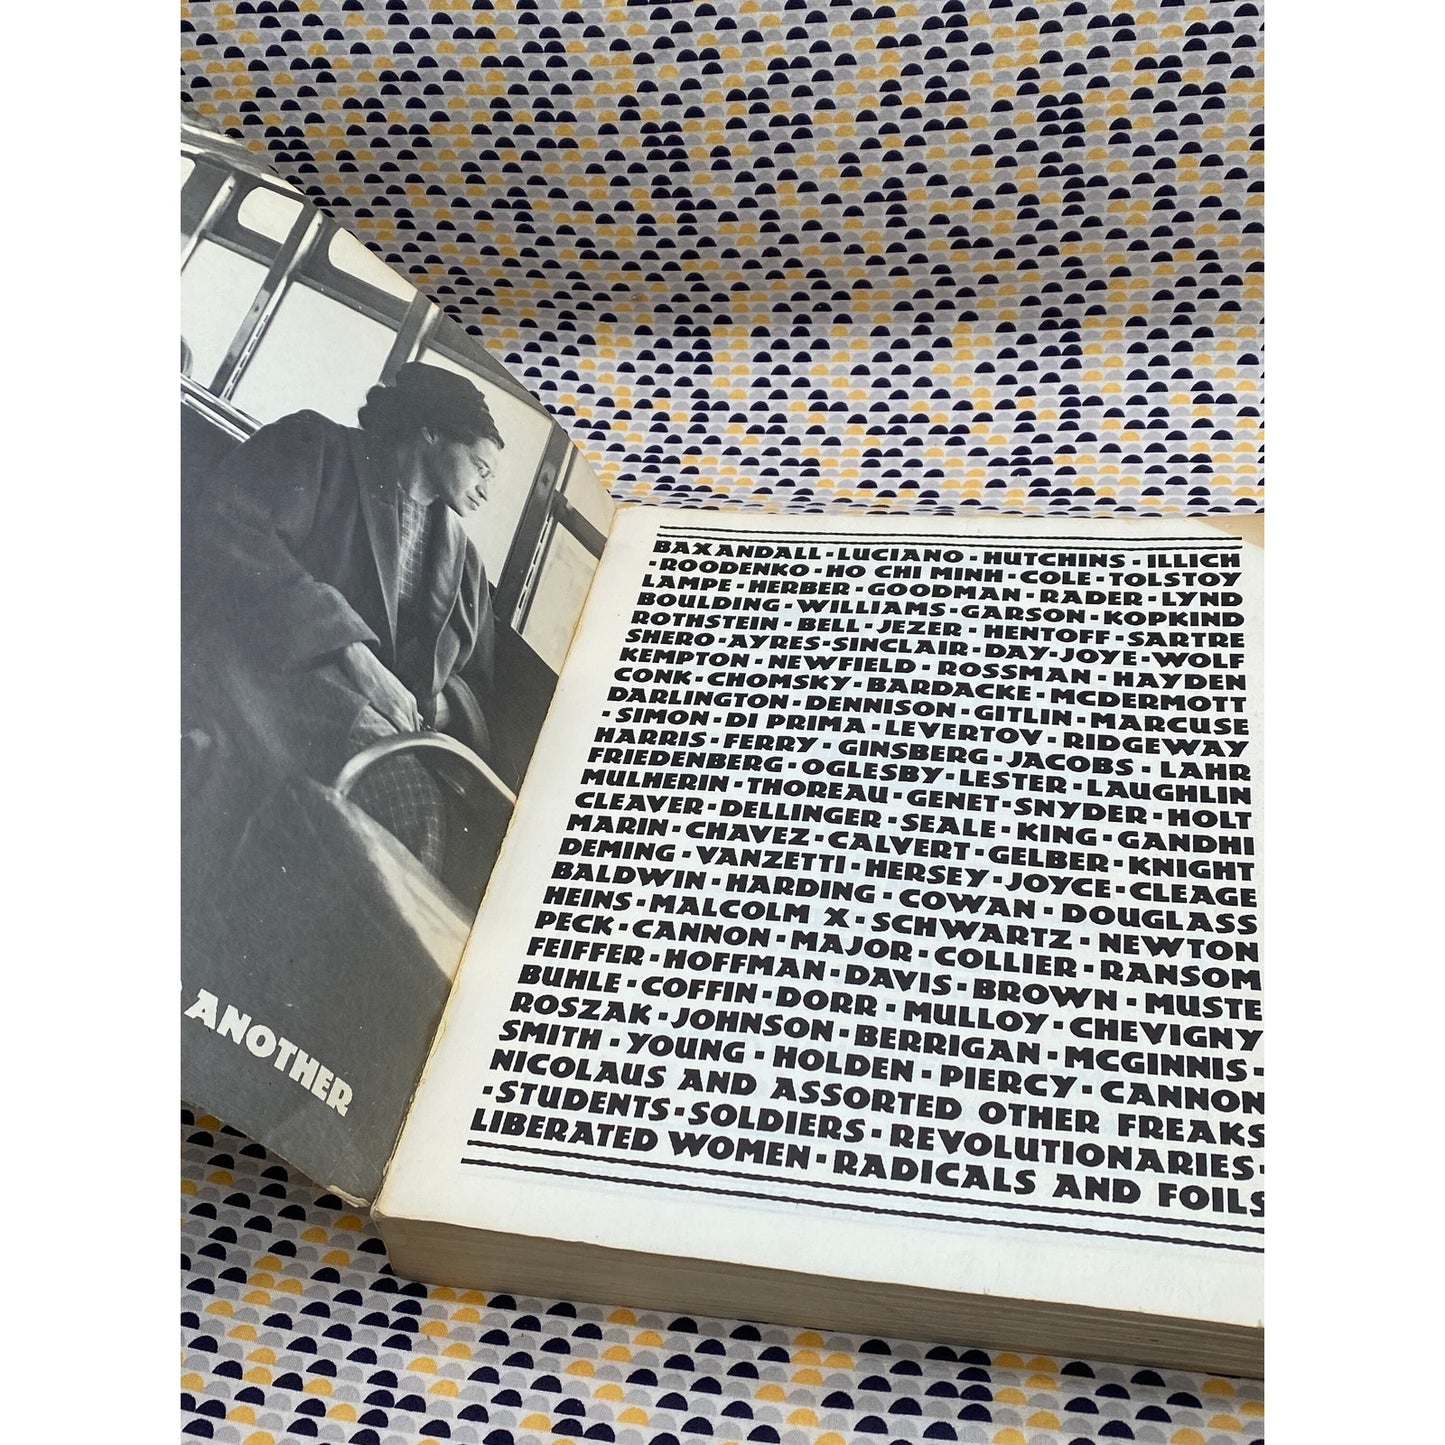 ANOTHER
BAXANDALL · LUCIANO · HUTCHINS · ILLICH
· ROODENKO · HO CHI MINH · COLE · TOLSTOY
LAMPE · HERBER · GOODMAN · RADER · LYND
BOULDING · WILLIAMS · GARSON · KOPKIND
ROTHSTEIN · BELL · JEZER · HENTOFF · SARTRE
SHERO · AYRES · SINCLAIR · DAY · JOYE · WOLF
KEMPTON · NEWFIELD · ROSSMAN · HAYDEN
CONK · CHOMSKY · BARDACKE · MCDERMOTT
DARLINGTON · DENNISON · GITLIN · MARCUSE
· SIMON · DI PRIMA · LEVERTOV · RIDGEWAY
HARRIS · FERRY · GINSBERG · JACOBS · LAHR
FRIEDENBERG · OGLESBY · LESTER · LAUGHLIN
MULHERIN · THOREAU · GENET · SNYDER · HOLT
CLEAVER · DELLINGER · SEALE · KING · GANDHI
MARIN · CHAVEZ · CALVERT · GELBER · KNIGHT
DEMING · VANZETTI · HERSEY · JOYCE · CLEAGE
BALDWIN · HARDING · COWAN · DOUGLASS
HEINS · MALCOLM X · SCHWARTZ · NEWTON
PECK · CANNON · MAJOR · COLLIER · RANSOM
FEIFFER · HOFFMAN · DAVIS · BROWN · MUSTE
BUHLE · COFFIN · DORR · MULLOY · CHEVIGNY
ROSZAK · JOHNSON · BERRIGAN · MCGINNIS ·
SMITH · YOUNG · HOLDEN · PIERCY · CANNON
NICOLAUS AND ASSORTED OTHER FREAKS
· STUDENTS · SOLDIERS · REVOLUTIONARIES ·
LIBERATED WOMEN · RADICALS AND FOILS